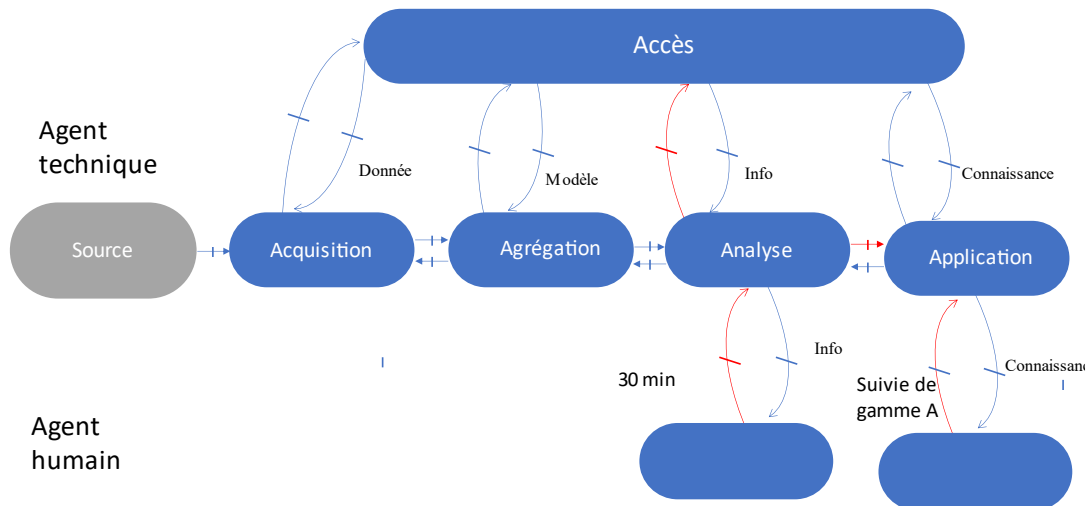 Accès
Agent
technique
Donnée
Modèle
Info
Connaissance
Source
Acquisition
Agrégation
Analyse
Application
Info
30 min
Suivie de
gamme A
Connaissanc
Agent
humain